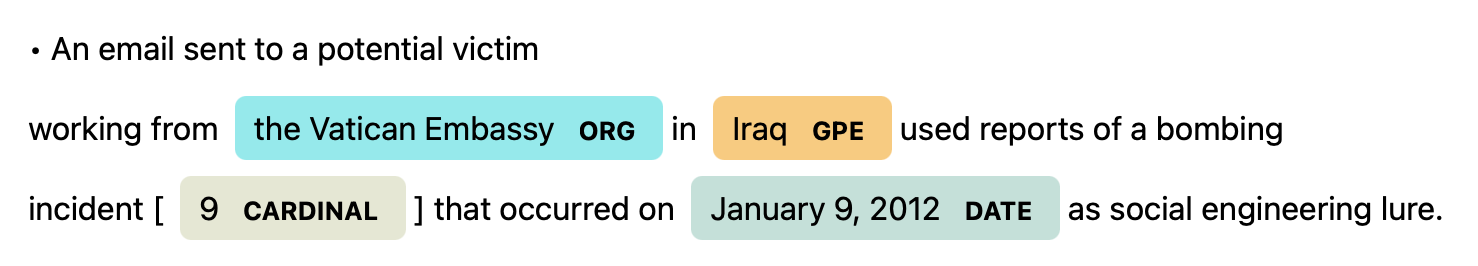 • An email sent to a potential victim
working from the Vatican Embassy ORG in Iraq GPE used reports of a bombing
incident [ 9 CARDINAL ] that occurred on January 9, 2012 DATE as social engineering lure.